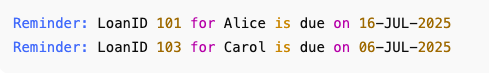 Reminder: LoanID 101 for Alice is due on 16-JUL-2025
Reminder: LoanID 103 for Carol is due on 06-JUL-2025